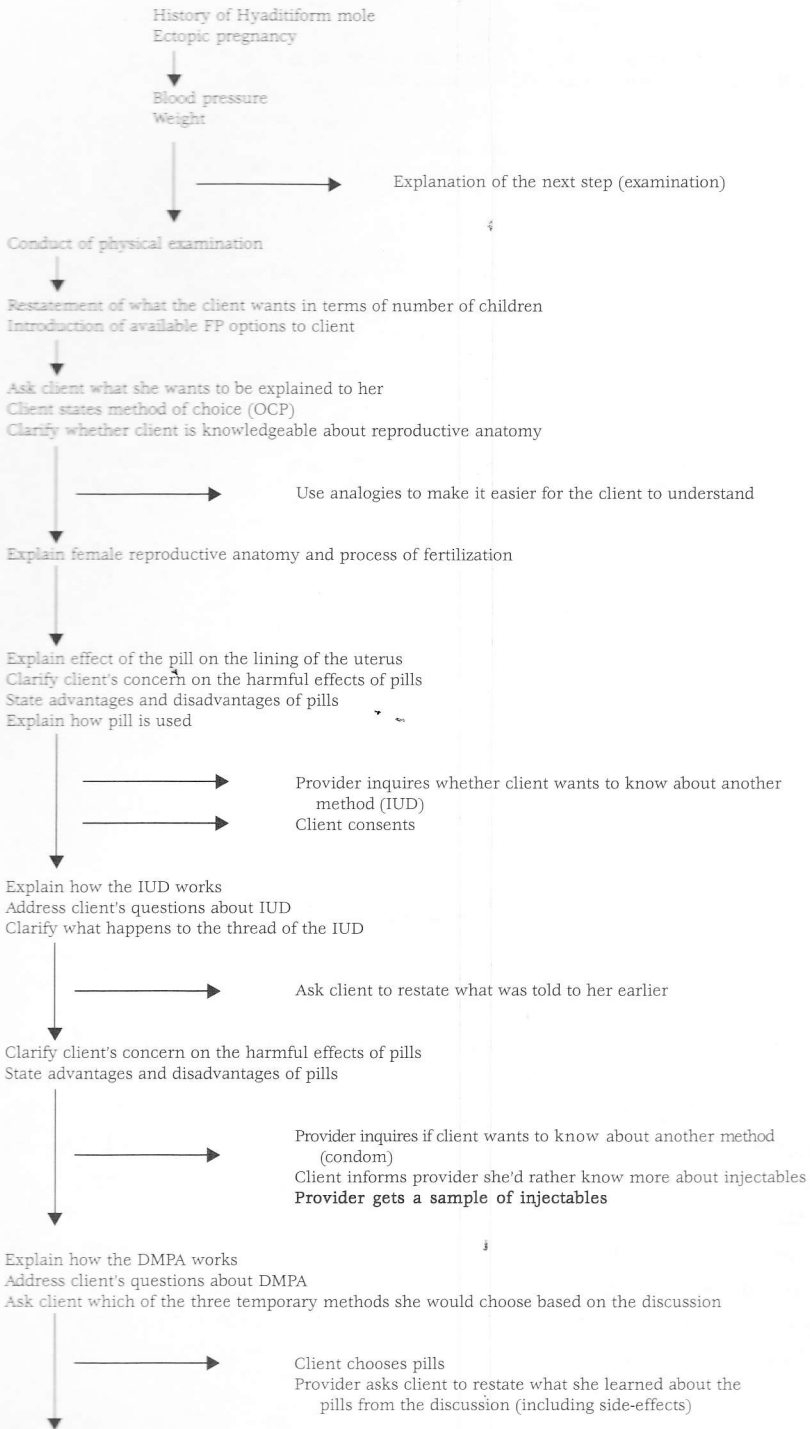 History of Hyaditiform mole
Ectopic pregnancy
Blood pressure
Weight
Explanation of the next step (examination)
Conduct of physical examination
Restatement of what the client wants in terms of number of children
Introduction of available FP options to client
Ask client what she wants to be explained to her
Client states method of choice (OCP)
Clarify whether client is knowledgeable about reproductive anatomy
Use analogies to make it easier for the client to understand
Explain female reproductive anatomy and process of fertilization
Explain effect of the pill on the lining of the uterus
Clarify client's concern on the harmful effects of pills
State advantages and disadvantages of pills
Explain how pill is used
Provider inquires whether client wants to know about another
method (IUD)
Client consents
Explain how the IUD works
Address client's questions about IUD
Clarify what happens to the thread of the IUD
Ask client to restate what was told to her earlier
Clarify client's concern on the harmful effects of pills
State advantages and disadvantages of pills
Provider inquires if client wants to know about another method
(condom)
Client informs provider she'd rather know more about injectables
Provider gets a sample of injectables
Explain how the DMPA works
Address client's questions about DMPA
Ask client which of the three temporary methods she would choose based on the discussion
Client chooses pills
Provider asks client to restate what she learned about the
pills from the discussion (including side-effects)